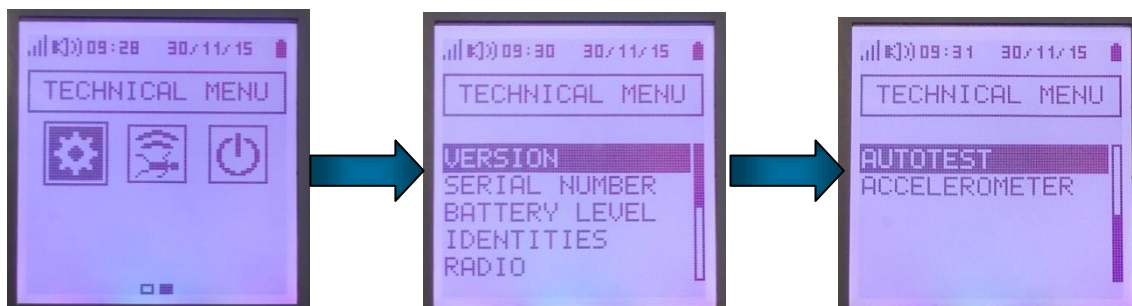 09:28 30/11/15
TECHNICAL MENU
09:30 30/11/15
TECHNICAL MENU
VERSION
SERIAL NUMBER
BATTERY LEVEL
IDENTITIES
RADIO
09:31 30/11/15
TECHNICAL MENU
AUTOTEST
ACCELEROMETER